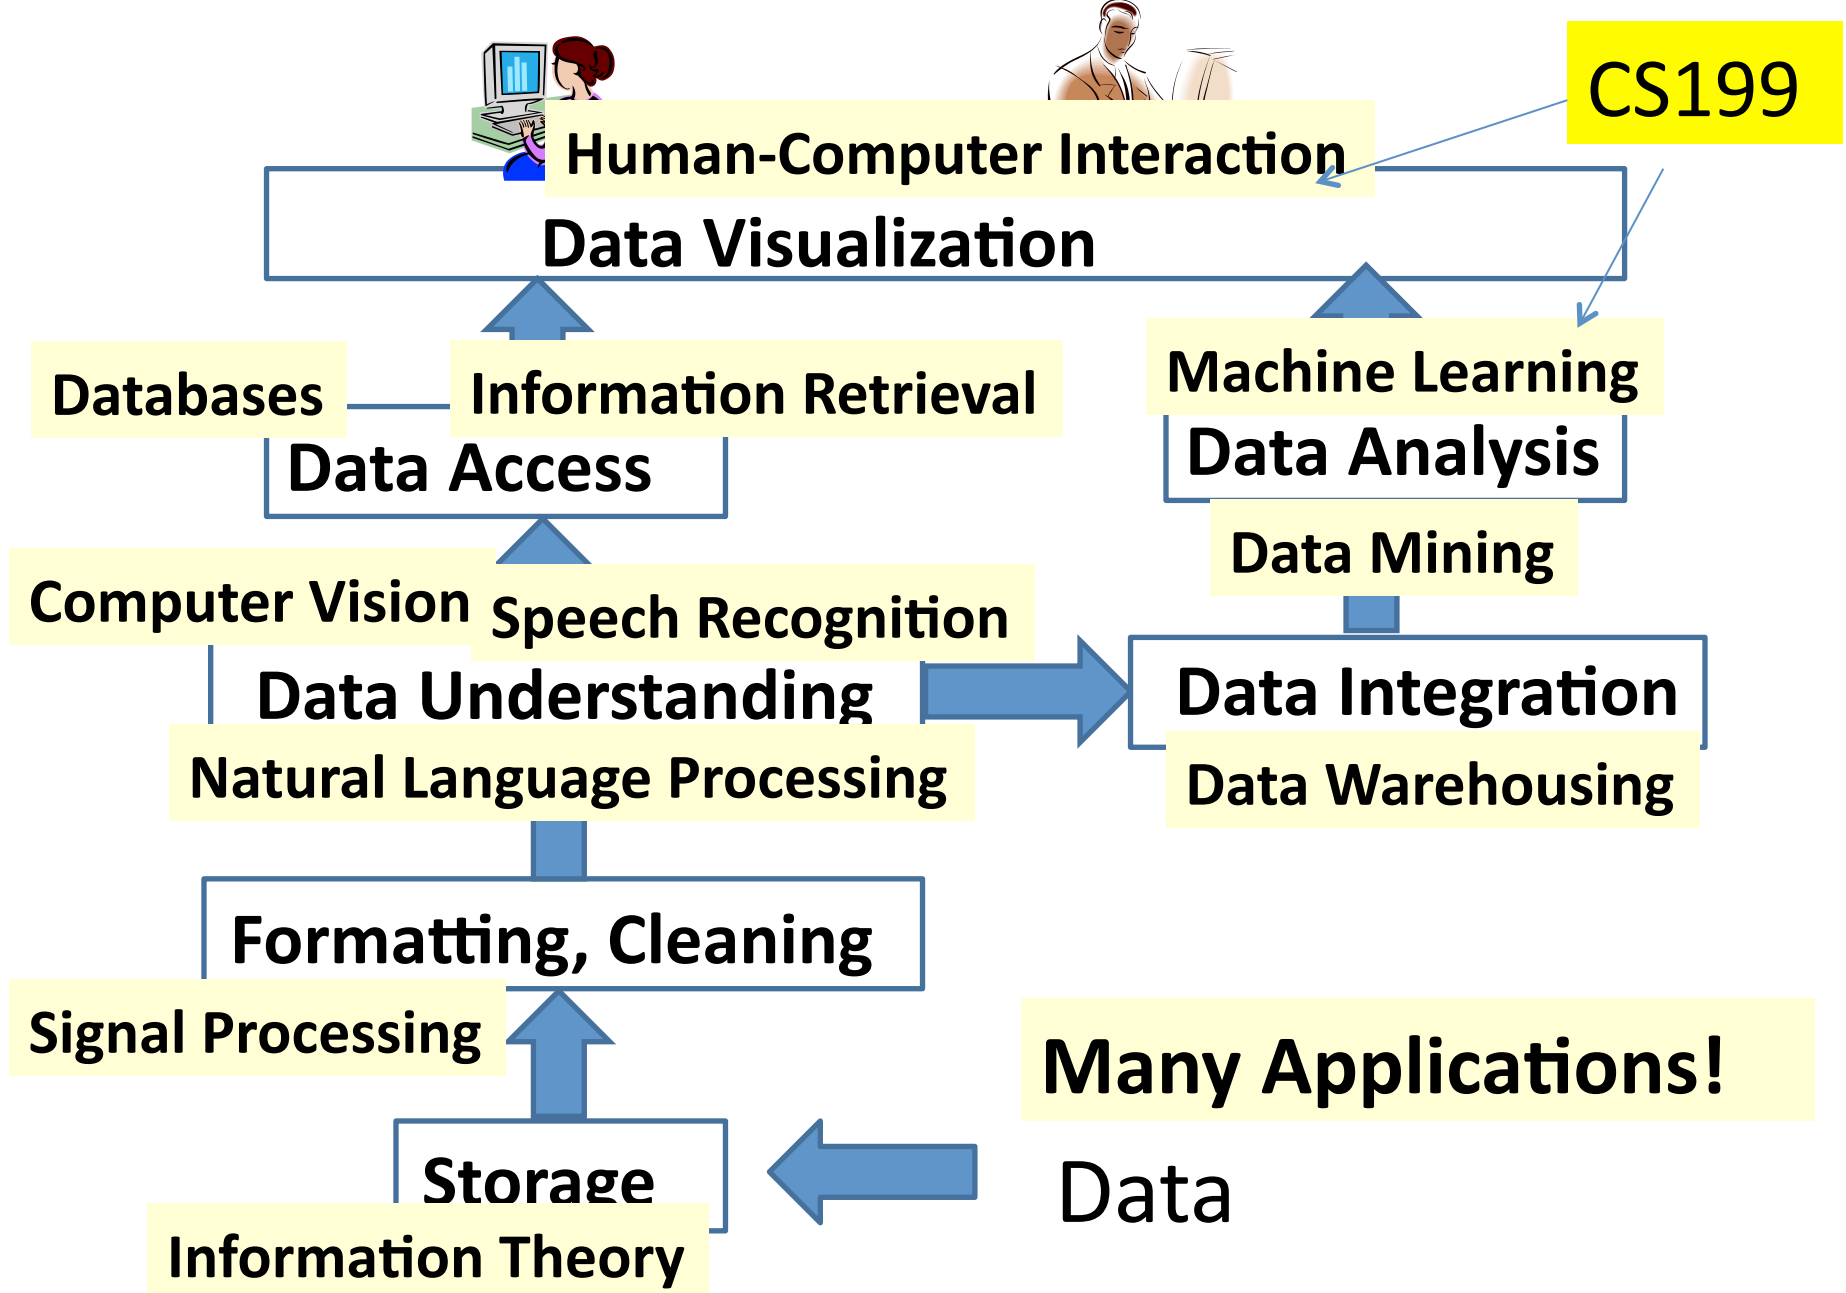 CS199
Human-Computer Interaction
Data Visualization
Databases
Information Retrieval
Machine Learning
Data Access
Data Analysis
Data Mining
Computer Vision
Speech Recognition
Data Understanding
Data Integration
Natural Language Processing
Data Warehousing
Formatting, Cleaning
Signal Processing
Many Applications!
Storage
Data
Information Theory